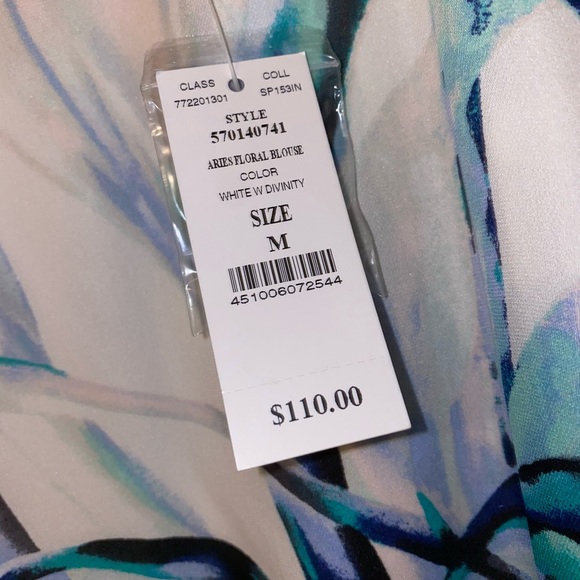 CLASS COLL
772201301 SP153IN
STYLE
570140741
ARIES FLORAL BLOUSE
COLOR
WHITE W DIVINITY
SIZE
M
451006072544
$110.00